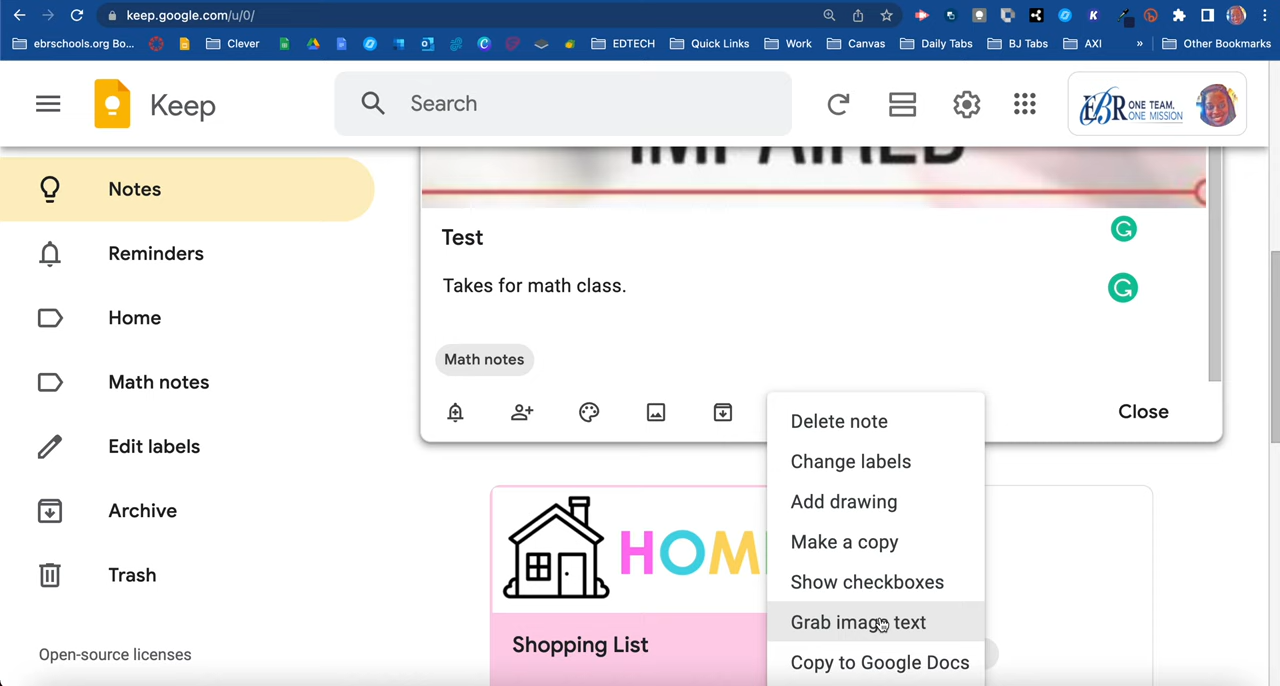 keep.google.com/u/0/
ebrschools.org Bo...
Clever
EDTECH
Quick Links
Work
Canvas
Daily Tabs
BJ Tabs
AXI
»
Other Bookmarks
Keep
Search
EBR ONE TEAM.
ONE MISSION
IMPAIRED
Notes
Reminders
Home
Math notes
Edit labels
Archive
Trash
Open-source licenses
Test
Takes for math class.
Math notes
Close
Delete note
Change labels
Add drawing
Make a copy
Show checkboxes
Grab image text
Copy to Google Docs
HOM
Shopping List